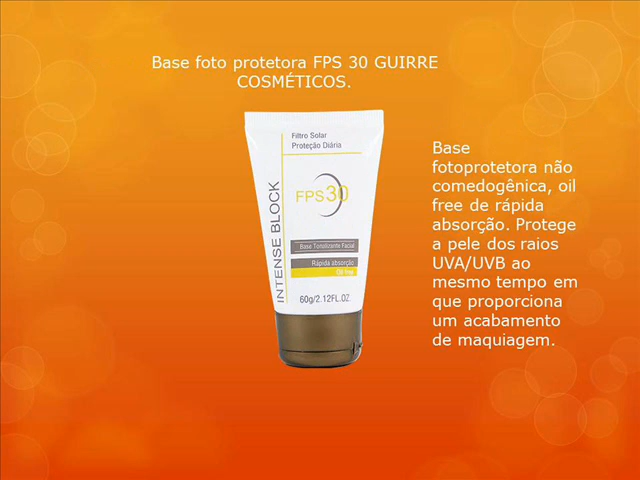 Base foto protetora FPS 30 GUIRRE
COSMÉTICOS.
Filtro Solar
Proteção Diária
INTENSE BLOCK
FPS30
Base Tonalizante Facial
Rápida absorção
Oil free
60g/2.12FL.OZ.
Base
fotoprotetora não
comedogênica, oil
free de rápida
absorção. Protege
a pele dos raios
UVA/UVB ao
mesmo tempo em
que proporciona
um acabamento
de maquiagem.